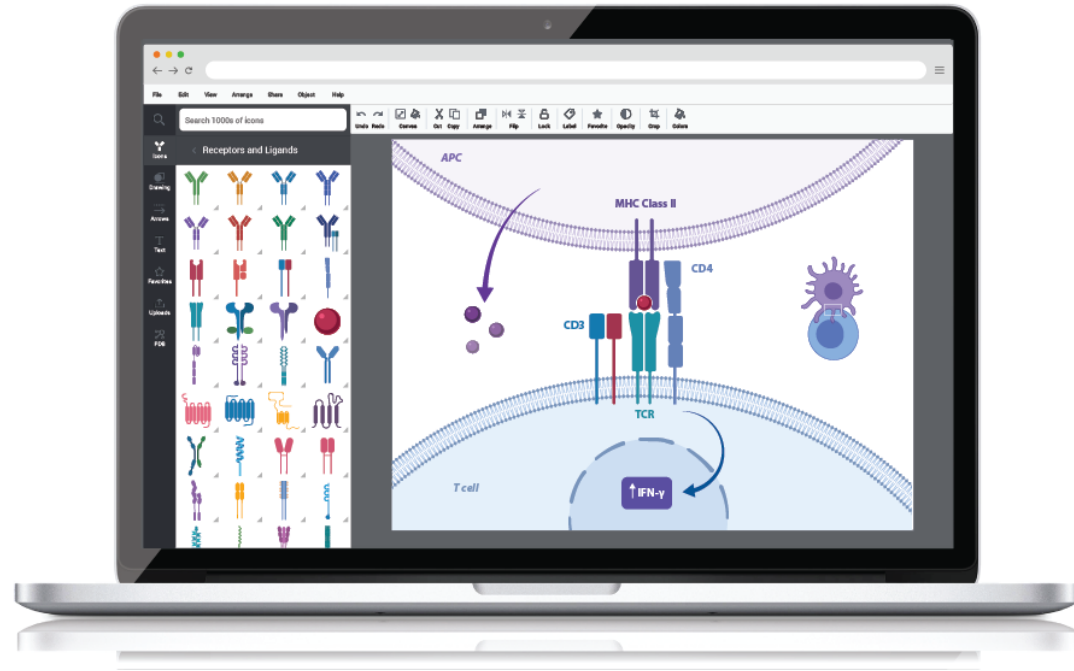 File Edit View Arrange Share Object Help
Search 1000s of icons
Undo Redo Canvas Cut Copy Arrange Flip Lock Label Favorite Opacity Crop Colors
Icons
Receptors and Ligands
Drawing
Arrows
Text
Favorites
Uploads
PDB
APC
MHC Class II
CD4
CD3
TCR
T cell
↑ IFN-γ